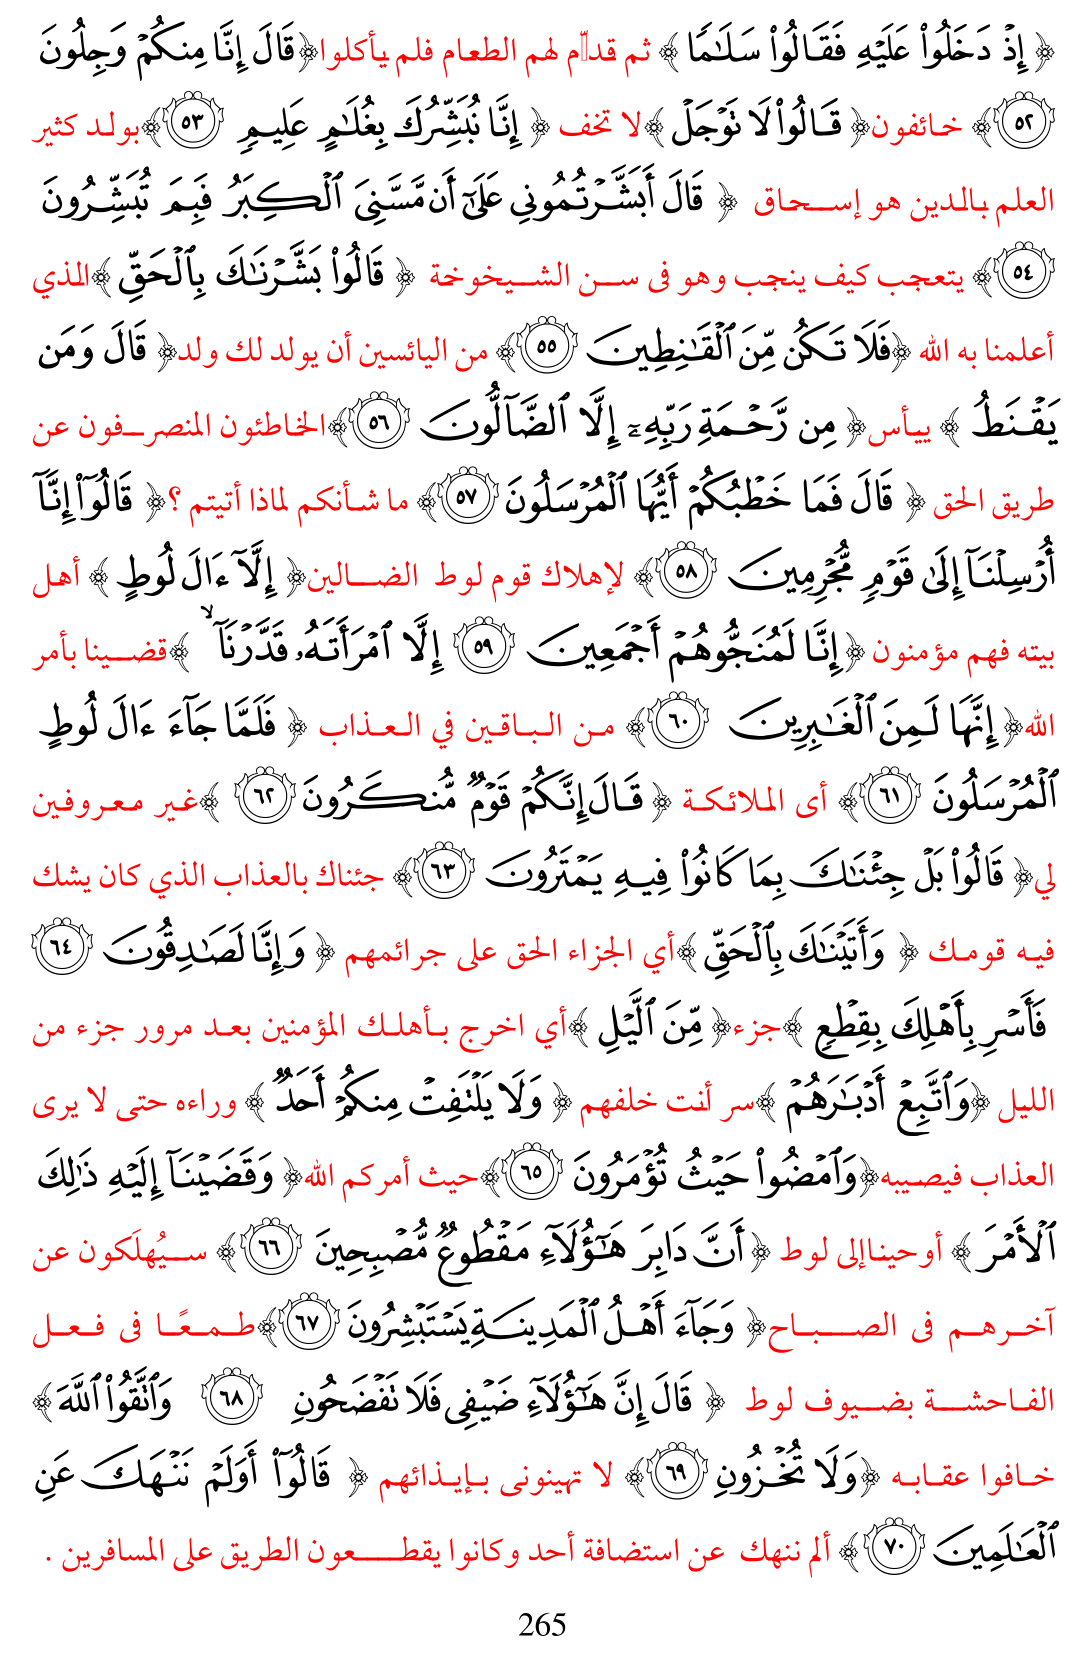 ﴿ إِذْ دَخَلُوا۟ عَلَيْهِ فَقَالُوا۟ سَلَـٰمًا ﴾ ثم قدّم لهم الطعام فلم يأكلوا ﴿ قَالَ إِنَّا مِنكُمْ وَجِلُونَ
٥٢ ﴾ خائفون ﴿ قَالُوا۟ لَا تَوْجَلْ ﴾ لا تخف ﴿ إِنَّا نُبَشِّرُكَ بِغُلَـٰمٍ عَلِيمٍ ٥٣ ﴾ بولد كثير
العلم بالدين هو إسحاق ﴿ قَالَ أَبَشَّرْتُمُونِى عَلَىٰٓ أَن مَّسَّنِىَ ٱلْكِبَرُ فَبِمَ تُبَشِّرُونَ
٥٤ ﴾ يتعجب كيف ينجب وهو فى سن الشيخوخة ﴿ قَالُوا۟ بَشَّرْنَـٰكَ بِٱلْحَقِّ ﴾ الذي
أعلمنا به الله ﴿ فَلَا تَكُن مِّنَ ٱلْقَـٰنِطِينَ ٥٥ ﴾ من اليائسين أن يولد لك ولد ﴿ قَالَ وَمَن
يَقْنَطُ ﴾ ييأس ﴿ مِن رَّحْمَةِ رَبِّهِۦٓ إِلَّا ٱلضَّآلُّونَ ٥٦ ﴾ الخاطئون المنصرفون عن
طريق الحق ﴿ قَالَ فَمَا خَطْبُكُمْ أَيُّهَا ٱلْمُرْسَلُونَ ٥٧ ﴾ ما شأنكم لماذا أتيتم ؟ ﴿ قَالُوٓا۟ إِنَّآ
أُرْسِلْنَآ إِلَىٰ قَوْمٍ مُّجْرِمِينَ ٥٨ ﴾ لإهلاك قوم لوط الضالين ﴿ إِلَّآ ءَالَ لُوطٍ ﴾ أهل
بيته فهم مؤمنون ﴿ إِنَّا لَمُنَجُّوهُمْ أَجْمَعِينَ ٥٩ إِلَّا ٱمْرَأَتَهُۥ قَدَّرْنَآ ۙ ﴾ قضينا بأمر
الله ﴿ إِنَّهَا لَمِنَ ٱلْغَـٰبِرِينَ ٦٠ ﴾ من الباقين في العذاب ﴿ فَلَمَّا جَآءَ ءَالَ لُوطٍ
ٱلْمُرْسَلُونَ ٦١ ﴾ أى الملائكة ﴿ قَالَ إِنَّكُمْ قَوْمٌ مُّنكَرُونَ ٦٢ ﴾ غير معروفين
لي ﴿ قَالُوا۟ بَلْ جِئْنَـٰكَ بِمَا كَانُوا۟ فِيهِ يَمْتَرُونَ ٦٣ ﴾ جئناك بالعذاب الذي كان يشك
فيه قومك ﴿ وَأَتَيْنَـٰكَ بِٱلْحَقِّ ﴾ أي الجزاء الحق على جرائمهم ﴿ وَإِنَّا لَصَـٰدِقُونَ ٦٤
فَأَسْرِ بِأَهْلِكَ بِقِطْعٍ ﴾ جزء ﴿ مِّنَ ٱلَّيْلِ ﴾ أي اخرج بأهلك المؤمنين بعد مرور جزء من
الليل ﴿ وَٱتَّبِعْ أَدْبَـٰرَهُمْ ﴾ سر أنت خلفهم ﴿ وَلَا يَلْتَفِتْ مِنكُمْ أَحَدٌ ﴾ وراءه حتى لا يرى
العذاب فيصيبه ﴿ وَٱمْضُوا۟ حَيْثُ تُؤْمَرُونَ ٦٥ ﴾ حيث أمركم الله ﴿ وَقَضَيْنَآ إِلَيْهِ ذَٰلِكَ
ٱلْأَمْرَ ﴾ أوحينا إلى لوط ﴿ أَنَّ دَابِرَ هَـٰٓؤُلَآءِ مَقْطُوعٌ مُّصْبِحِينَ ٦٦ ﴾ سيُهلَكون عن
آخرهم فى الصباح ﴿ وَجَآءَ أَهْلُ ٱلْمَدِينَةِ يَسْتَبْشِرُونَ ٦٧ ﴾ طمعًا فى فعل
الفاحشة بضيوف لوط ﴿ قَالَ إِنَّ هَـٰٓؤُلَآءِ ضَيْفِى فَلَا تَفْضَحُونِ ٦٨ وَٱتَّقُوا۟ ٱللَّهَ ﴾
خافوا عقابه ﴿ وَلَا تُخْزُونِ ٦٩ ﴾ لا تهينونى بإيذائهم ﴿ قَالُوٓا۟ أَوَلَمْ نَنْهَكَ عَنِ
ٱلْعَـٰلَمِينَ ٧٠ ﴾ ألم ننهك عن استضافة أحد وكانوا يقطعون الطريق على المسافرين .
265